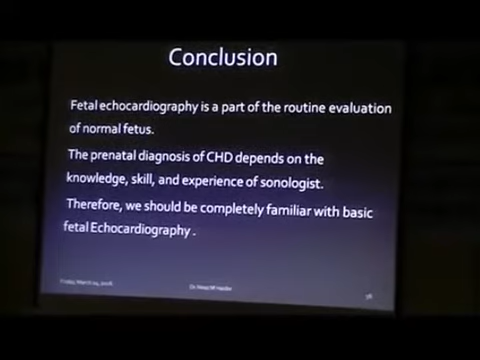 Conclusion
Fetal echocardiography is a part of the routine evaluation
of normal fetus.
The prenatal diagnosis of CHD depends on the
knowledge, skill, and experience of sonologist.
Therefore, we should be completely familiar with basic
fetal Echocardiography .